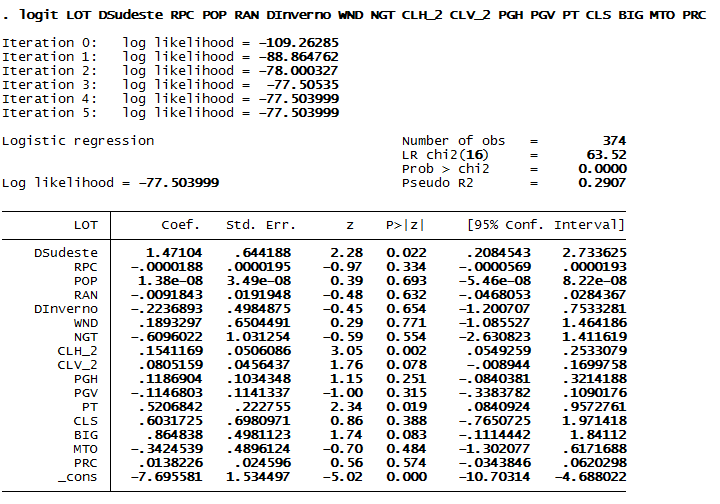 . logit LOT DSudeste RPC POP RAN DInverno WND NGT CLH_2 CLV_2 PGH PGV PT CLS BIG MTO PRC
Iteration 0:   log likelihood = -109.26285
Iteration 1:   log likelihood = -88.864762
Iteration 2:   log likelihood = -78.000327
Iteration 3:   log likelihood =  -77.50535
Iteration 4:   log likelihood = -77.503999
Iteration 5:   log likelihood = -77.503999
Logistic regression                               Number of obs   =        374
                                                  LR chi2(16)     =      63.52
                                                  Prob > chi2     =     0.0000
Log likelihood = -77.503999                       Pseudo R2       =     0.2907
LOT | Coef. Std. Err. z P>|z| [95% Conf. Interval]
DSudeste | 1.47104 .644188 2.28 0.022 .2084543 2.733625
RPC | -.0000188 .0000195 -0.97 0.334 -.0000569 .0000193
POP | 1.38e-08 3.49e-08 0.39 0.693 -5.46e-08 8.22e-08
RAN | -.0091843 .0191948 -0.48 0.632 -.0468053 .0284367
DInverno | -.2236893 .4984875 -0.45 0.654 -1.200707 .7533281
WND | .1893297 .6504491 0.29 0.771 -1.085527 1.464186
NGT | -.6096022 1.031254 -0.59 0.554 -2.630823 1.411619
CLH_2 | .1541169 .0506086 3.05 0.002 .0549259 .2533079
CLV_2 | .0805159 .0456437 1.76 0.078 -.008944 .1699758
PGH | .1186904 .1034348 1.15 0.251 -.0840381 .3214188
PGV | -.1146803 .1141337 -1.00 0.315 -.3383782 .1090176
PT | .5206842 .222755 2.34 0.019 .0840924 .9572761
CLS | .6031725 .6980971 0.86 0.388 -.7650725 1.971418
BIG | .864838 .4981123 1.74 0.083 -.1114442 1.84112
MTO | -.3424539 .4896124 -0.70 0.484 -1.302077 .6171688
PRC | .0138226 .024596 0.56 0.574 -.0343846 .0620298
_cons | -7.695581 1.534497 -5.02 0.000 -10.70314 -4.688022